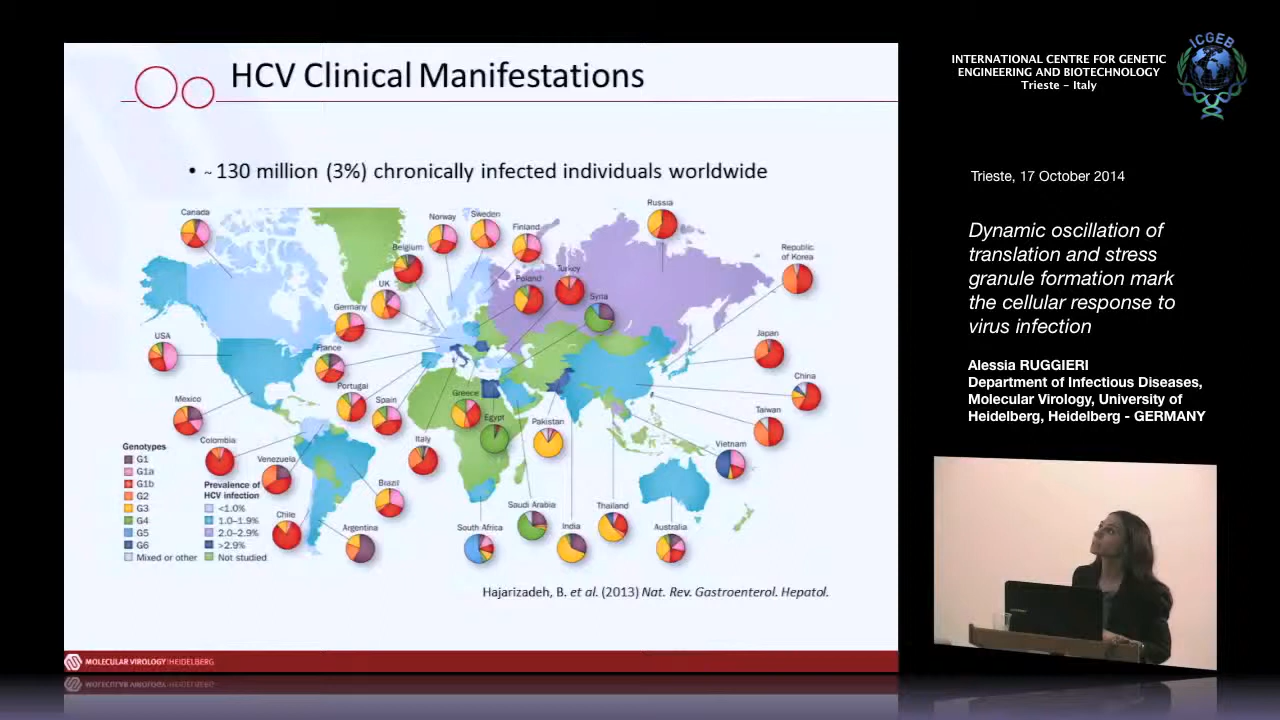 HCV Clinical Manifestations
• ~ 130 million (3%) chronically infected individuals worldwide
Canada
Norway
Sweden
Finland
Russia
Republic
of Korea
Belgium
Turkey
Poland
UK
Syria
Germany
USA
France
Japan
Portugal
Spain
Greece
China
Mexico
Egypt
Pakistan
Taiwan
Colombia
Italy
Vietnam
Venezuela
Brazil
Chile
Argentina
South Africa
Saudi Arabia
India
Thailand
Australia
Genotypes
G1
G1a
G1b
G2
G3
G4
G5
G6
Mixed or other
Prevalence of
HCV infection
<1.0%
1.0–1.9%
2.0–2.9%
>2.9%
Not studied
Hajarizadeh, B. et al. (2013) Nat. Rev. Gastroenterol. Hepatol.
MOLECULAR VIROLOGY | HEIDELBERG
INTERNATIONAL CENTRE FOR GENETIC
ENGINEERING AND BIOTECHNOLOGY
Trieste – Italy
ICGEB
Trieste, 17 October 2014
Dynamic oscillation of
translation and stress
granule formation mark
the cellular response to
virus infection
Alessia RUGGIERI
Department of Infectious Diseases,
Molecular Virology, University of
Heidelberg, Heidelberg - GERMANY